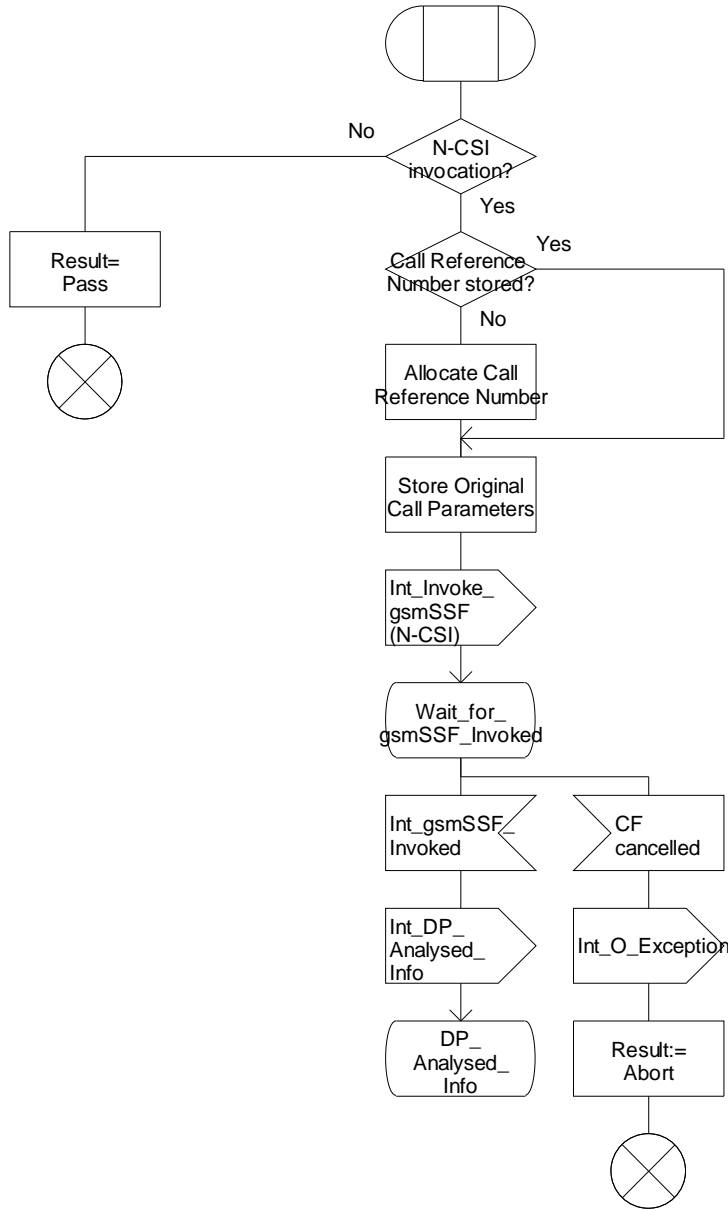 No
N-CSI
invocation?
Yes
Result=
Pass
Call Reference
Number stored?
Yes
No
Allocate Call
Reference Number
Store Original
Call Parameters
Int_Invoke_
gsmSSF
(N-CSI)
Wait_for_
gsmSSF_Invoked
Int_gsmSSF_
Invoked
CF
cancelled
Int_DP_
Analysed_
Info
Int_O_Exception
DP_
Analysed_
Info
Result:=
Abort